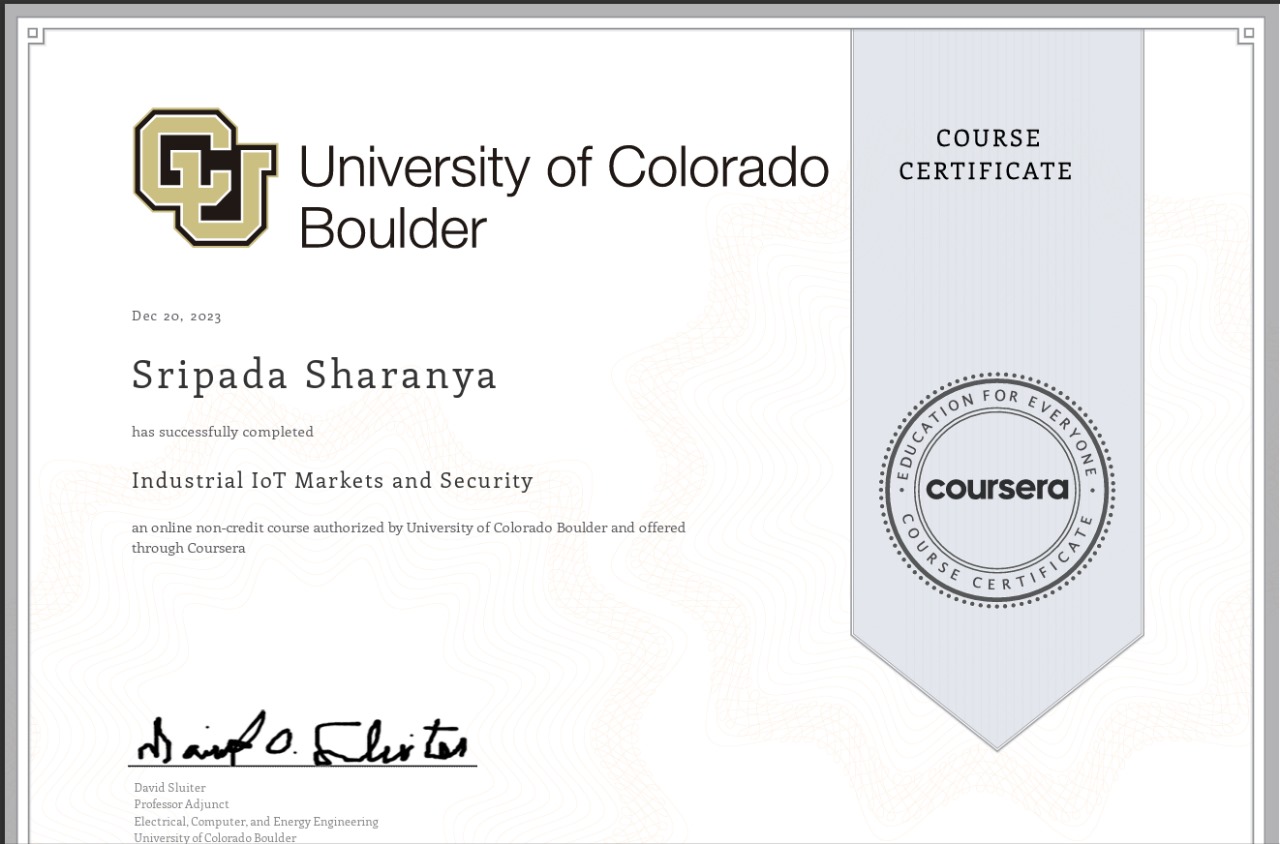 CU
University of Colorado
Boulder
COURSE
CERTIFICATE
Dec 20, 2023
Sripada Sharanya
has successfully completed
Industrial IoT Markets and Security
an online non-credit course authorized by University of Colorado Boulder and offered
through Coursera
EDUCATION FOR EVERYONE
coursera
COURSE CERTIFICATE
David O. Sluiter
David Sluiter
Professor Adjunct
Electrical, Computer, and Energy Engineering
University of Colorado Boulder